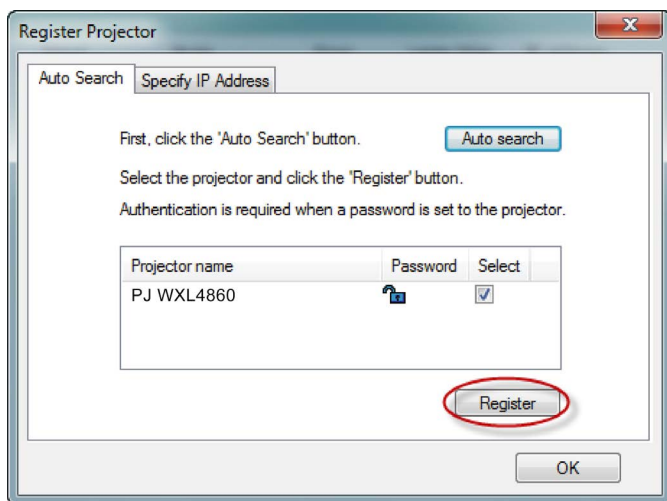 Register Projector
Auto Search
Specify IP Address
First, click the 'Auto Search' button.
Auto search
Select the projector and click the 'Register' button.
Authentication is required when a password is set to the projector.
Projector name Password Select
PJ WXL4860
Register
OK